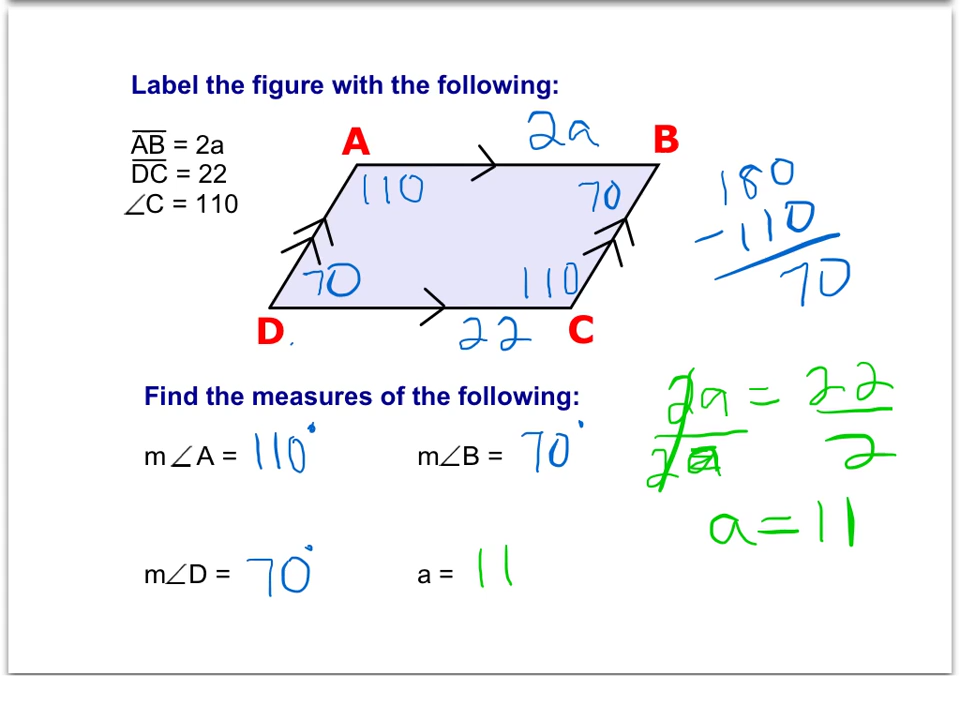 Label the figure with the following:
AB = 2a
DC = 22
∠C = 110
A
2a
B
110
70
180
-110
70
70
110
D
22
C
Find the measures of the following:
m∠A = 110°
m∠B = 70°
2a = 22
2 2
a = 11
m∠D = 70°
a = 11